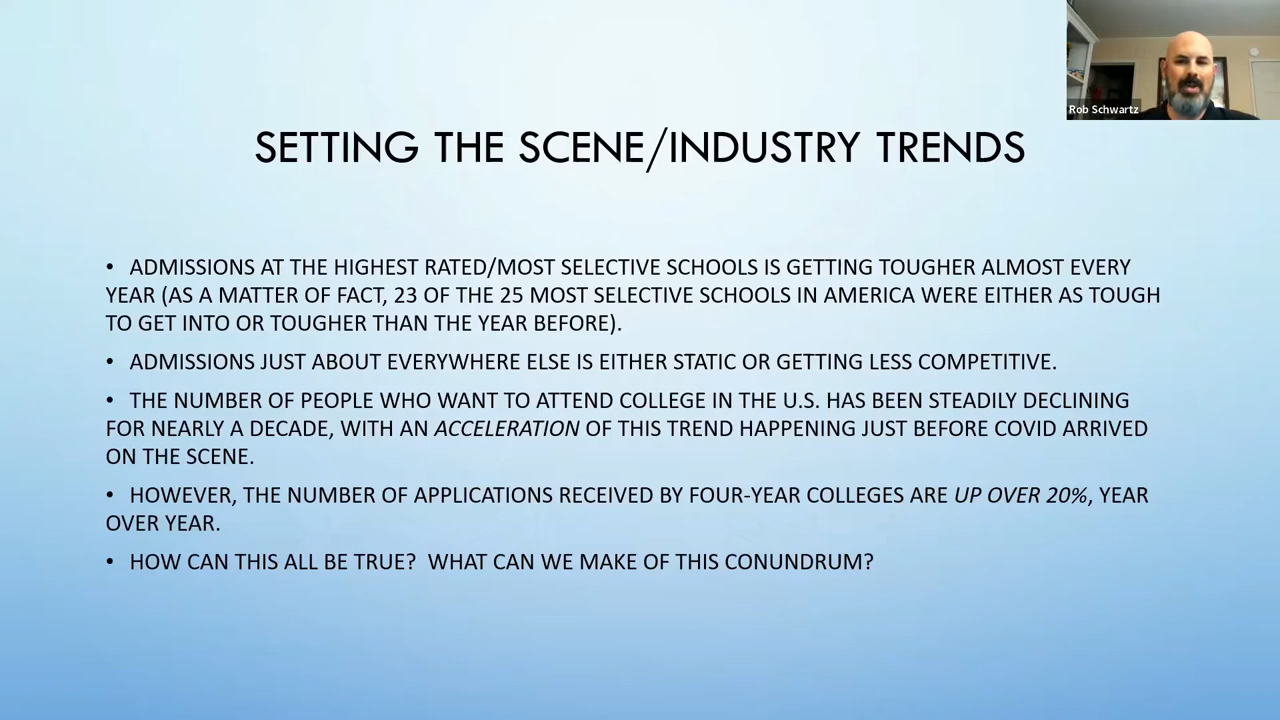 Rob Schwartz
SETTING THE SCENE/INDUSTRY TRENDS
• ADMISSIONS AT THE HIGHEST RATED/MOST SELECTIVE SCHOOLS IS GETTING TOUGHER ALMOST EVERY
YEAR (AS A MATTER OF FACT, 23 OF THE 25 MOST SELECTIVE SCHOOLS IN AMERICA WERE EITHER AS TOUGH
TO GET INTO OR TOUGHER THAN THE YEAR BEFORE).
• ADMISSIONS JUST ABOUT EVERYWHERE ELSE IS EITHER STATIC OR GETTING LESS COMPETITIVE.
• THE NUMBER OF PEOPLE WHO WANT TO ATTEND COLLEGE IN THE U.S. HAS BEEN STEADILY DECLINING
FOR NEARLY A DECADE, WITH AN ACCELERATION OF THIS TREND HAPPENING JUST BEFORE COVID ARRIVED
ON THE SCENE.
• HOWEVER, THE NUMBER OF APPLICATIONS RECEIVED BY FOUR-YEAR COLLEGES ARE UP OVER 20%, YEAR
OVER YEAR.
• HOW CAN THIS ALL BE TRUE?  WHAT CAN WE MAKE OF THIS CONUNDRUM?